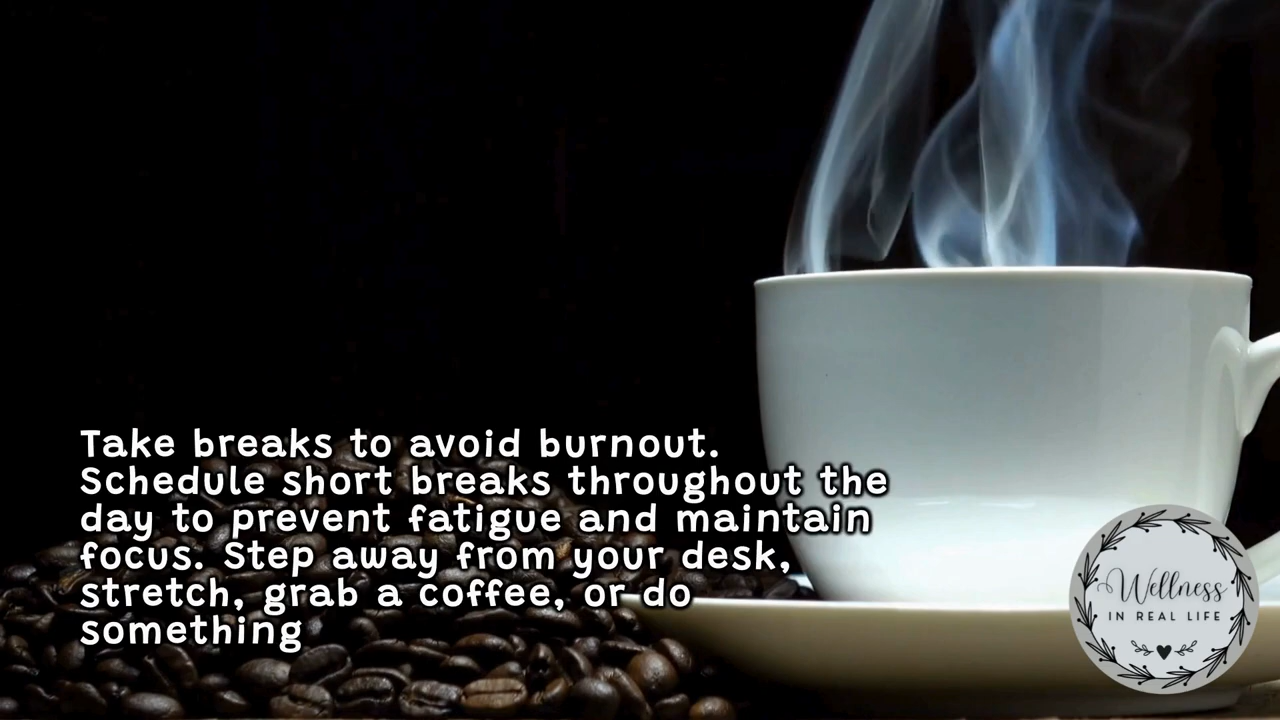 Take breaks to avoid burnout.
Schedule short breaks throughout the
day to prevent fatigue and maintain
focus. Step away from your desk,
stretch, grab a coffee, or do
something
Wellness
IN REAL LIFE